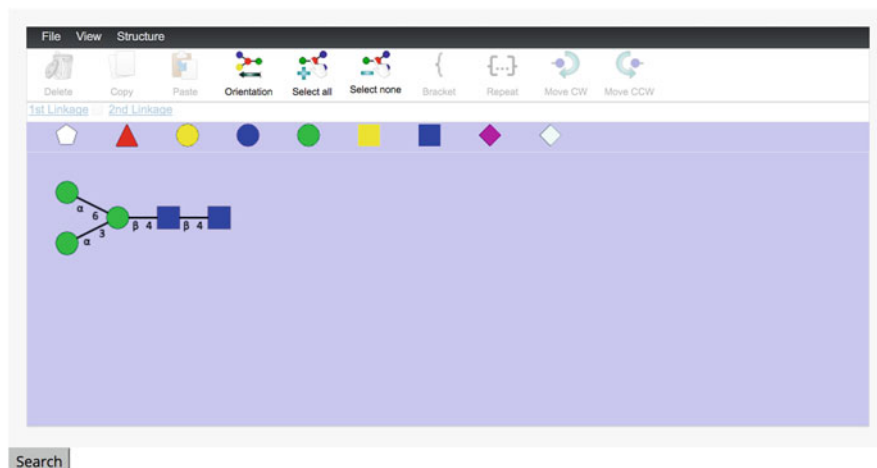 File View Structure
Delete Copy Paste Orientation Select all Select none Bracket Repeat Move CW Move CCW
1st Linkage 2nd Linkage
α 6
β 4 β 4
α 3
Search